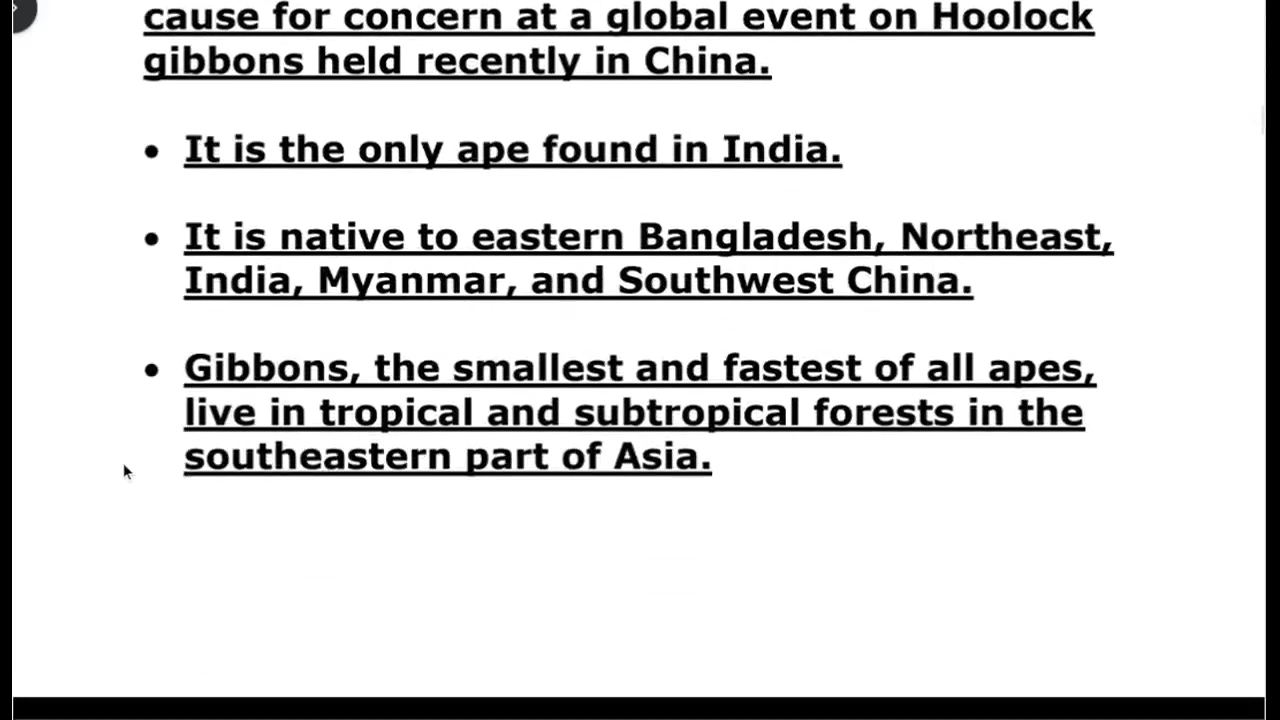 cause for concern at a global event on Hoolock
gibbons held recently in China.
• It is the only ape found in India.
• It is native to eastern Bangladesh, Northeast,
India, Myanmar, and Southwest China.
• Gibbons, the smallest and fastest of all apes,
live in tropical and subtropical forests in the
southeastern part of Asia.